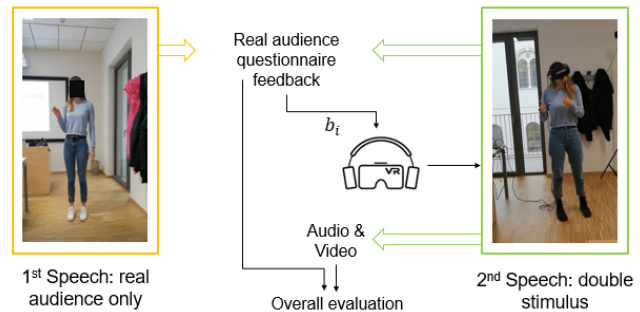 Real audience
questionnaire
feedback
b_i
VR
Audio &
Video
Overall evaluation
1st Speech: real
audience only
2nd Speech: double
stimulus